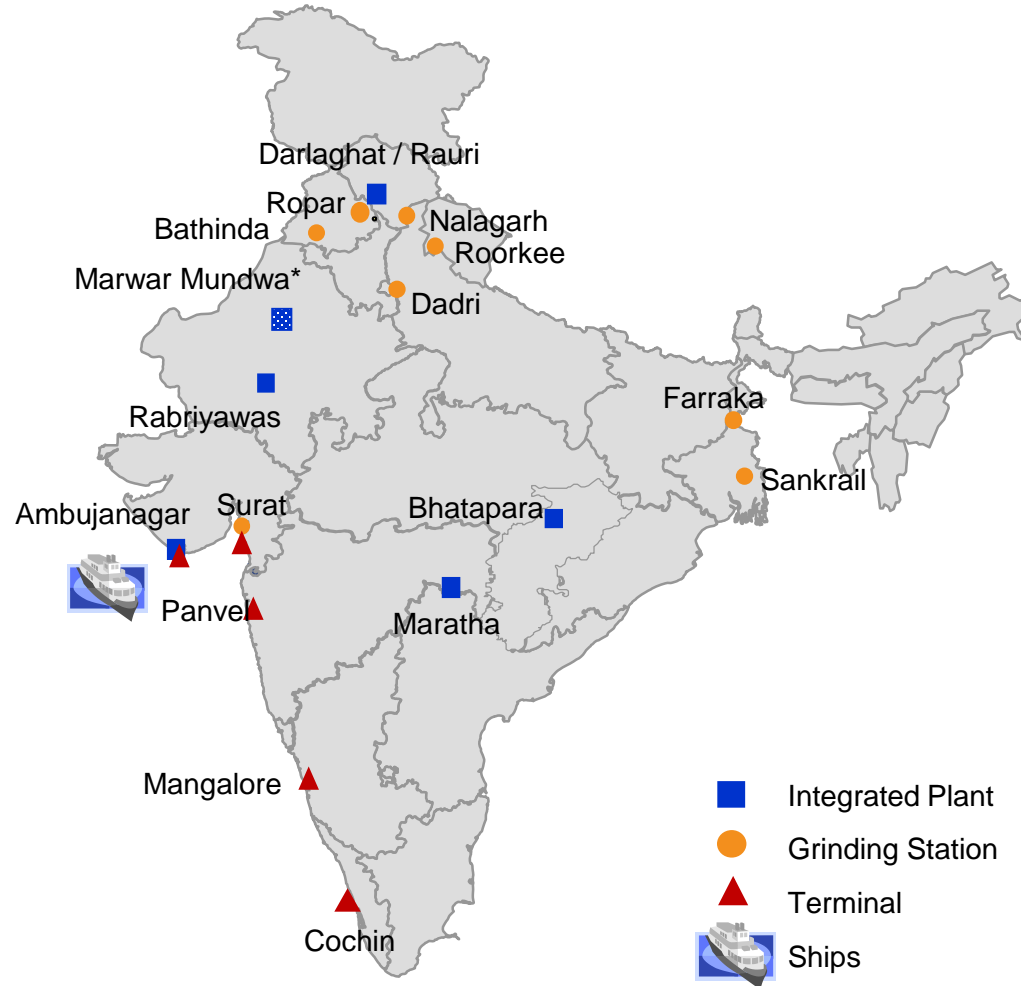 Darlaghat / Rauri
Ropar
Nalagarh
Bathinda
Roorkee
Marwar Mundwa*
Dadri
Rabriyawas
Farraka
Sankrail
Surat
Bhatapara
Ambujanagar
Panvel
Maratha
Mangalore
Integrated Plant
Grinding Station
Terminal
Cochin
Ships